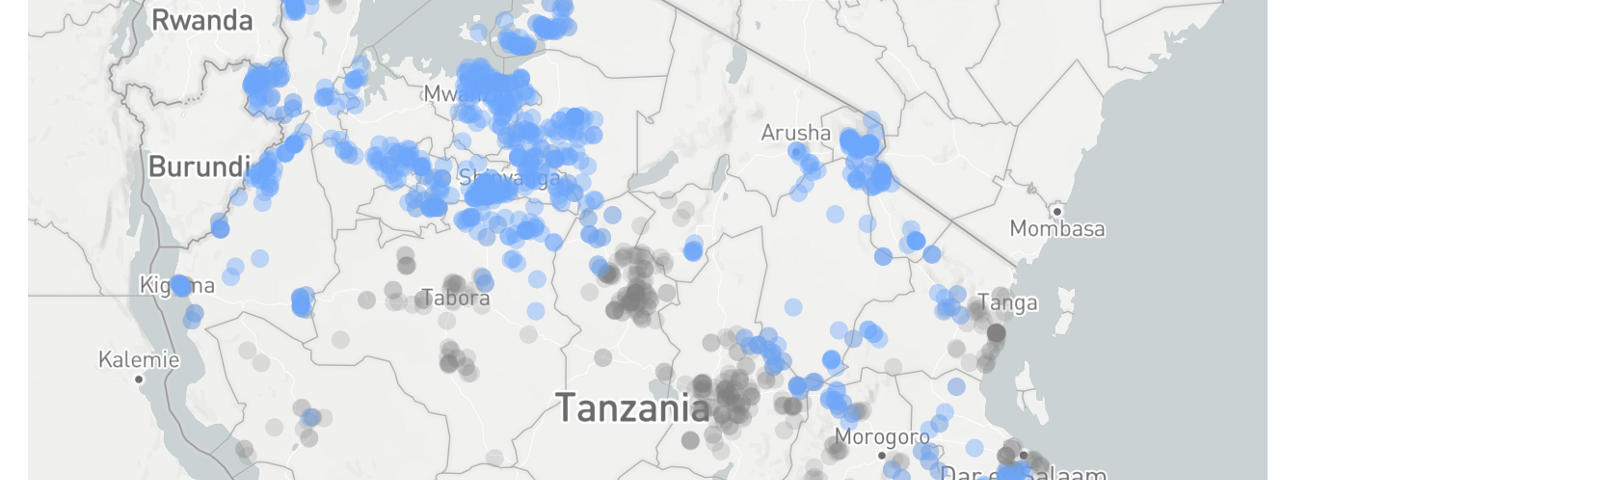 Rwanda
Mwanza
Arusha
Burundi
Shinyanga
Mombasa
Kigoma
Tabora
Tanga
Kalemie
Tanzania
Morogoro
Dar es Salaam